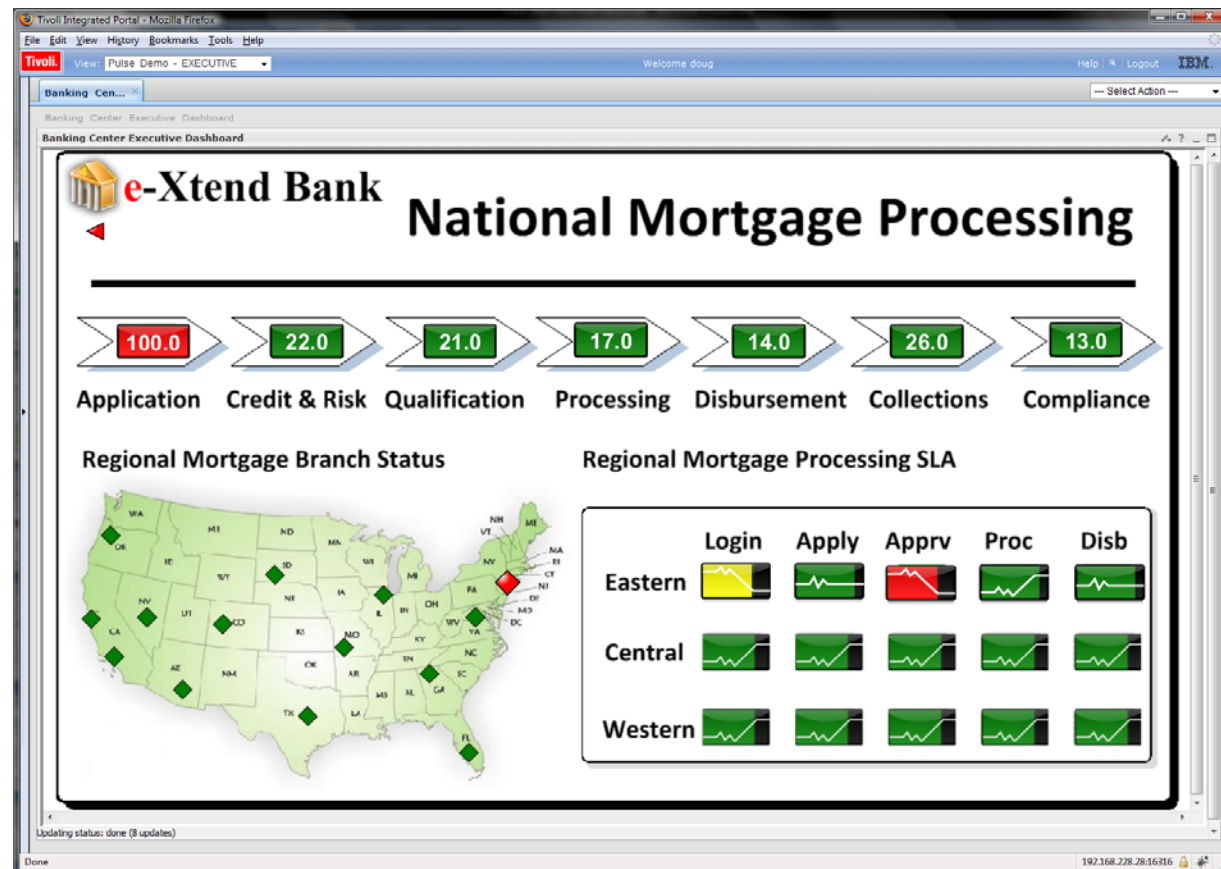 Tivoli Integrated Portal - Mozilla Firefox
File Edit View History Bookmarks Tools Help
Tivoli. View: Pulse Demo - EXECUTIVE Welcome doug Help Logout IBM.
Banking Cen... --- Select Action ---
Banking Center Executive Dashboard
Banking Center Executive Dashboard
e-Xtend Bank
National Mortgage Processing
100.0 22.0 21.0 17.0 14.0 26.0 13.0
Application Credit & Risk Qualification Processing Disbursement Collections Compliance
Regional Mortgage Branch Status
Regional Mortgage Processing SLA
WA
MT
ND
MN
NH
VT
ME
OR
ID
SD
WI
MI
NY
MA
RI
CT
NJ
DE
MD
DC
WY
NE
IA
IL
IN
OH
PA
NV
UT
CO
KS
MO
KY
WV
VA
CA
AZ
NM
OK
AR
TN
NC
SC
MS
AL
GA
TX
LA
FL
Login Apply Apprv Proc Disb
Eastern
Central
Western
Updating status: done (8 updates)
Done 192.168.228.28:16316